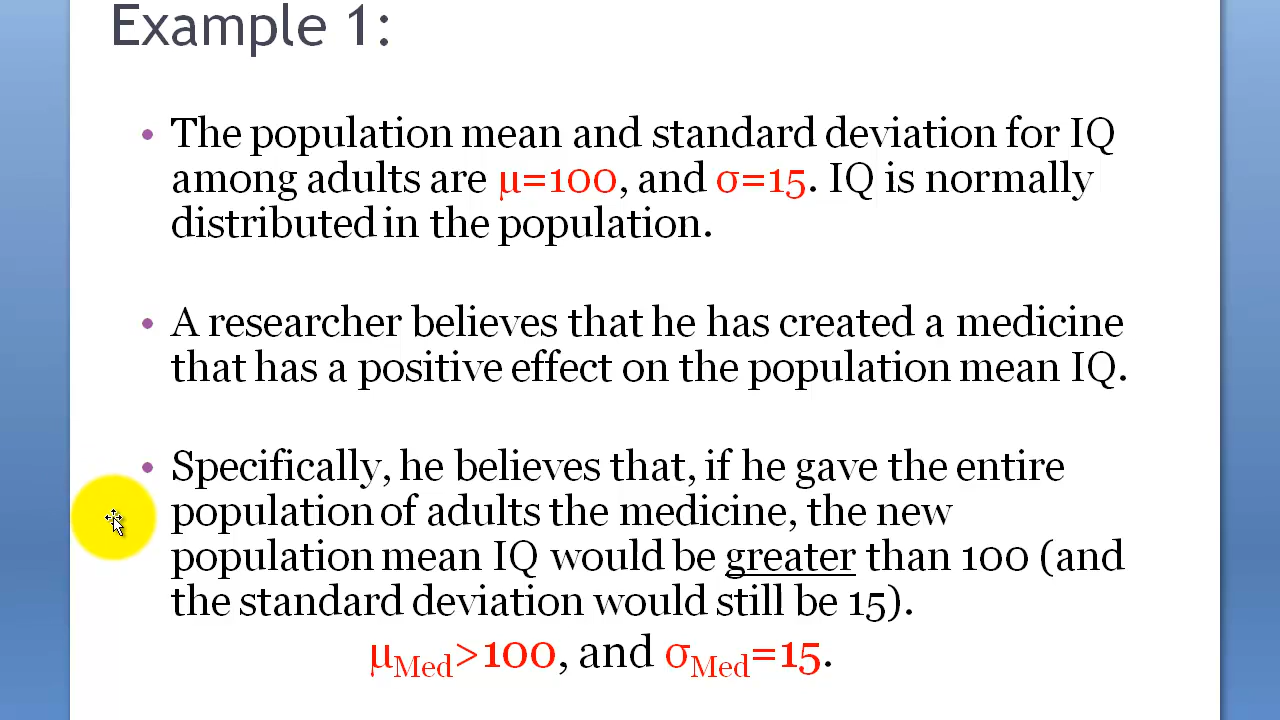 Example 1:
• The population mean and standard deviation for IQ
among adults are μ=100, and σ=15. IQ is normally
distributed in the population.
• A researcher believes that he has created a medicine
that has a positive effect on the population mean IQ.
• Specifically, he believes that, if he gave the entire
population of adults the medicine, the new
population mean IQ would be greater than 100 (and
the standard deviation would still be 15).
μMed>100, and σMed=15.